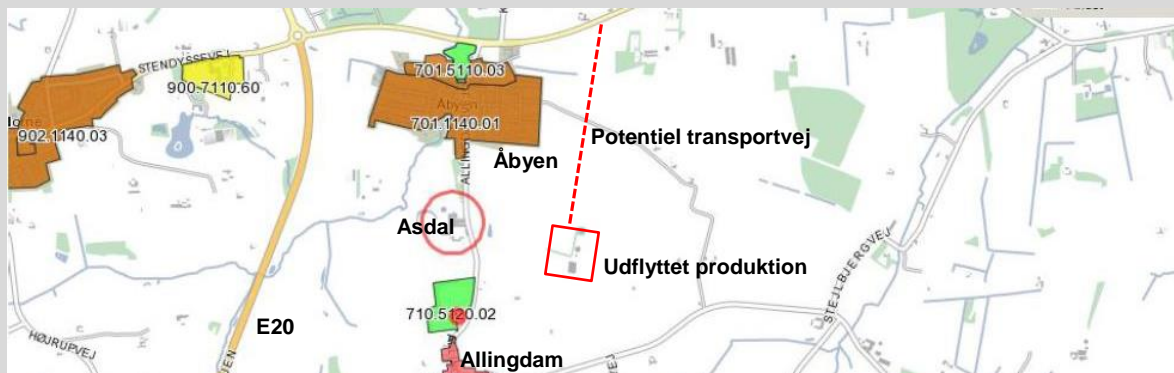 STENDYSSEVEJ
900.7110.60
701.5110.03
Åbyen
701.1140.01
902.1140.03
Potentiel transportvej
Åbyen
Asdal
Udflyttet produktion
STEJLBJERGVEJ
710.5120.02
E20
HØJRUPVEJ
Allingdam